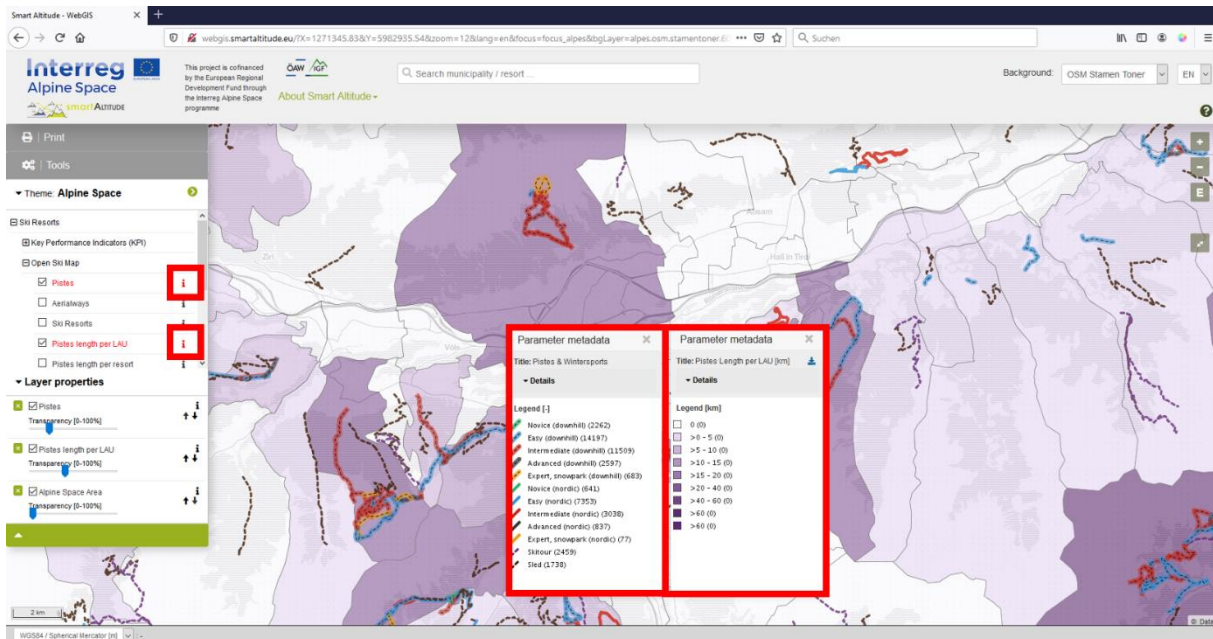 Smart Altitude - WebGIS
webgis.smartaltitude.eu/?X=1271345.83&Y=5982935.54&zoom=12&lang=en&focus=focus_alpes&bgLayer=alpes.osm.stamentoner
Suchen
Interreg
Alpine Space
smartALTITUDE
This project is cofinanced
by the European Regional
Development Fund through
the Interreg Alpine Space
programme
ÖAW IGF
About Smart Altitude
Search municipality / resort ...
Background: OSM Stamen Toner EN
Print
Tools
Theme: Alpine Space
Ski Resorts
Key Performance Indicators (KPI)
Open Ski Map
Pistes
Aerialways
Ski Resorts
Pistes length per LAU
Pistes length per resort
Layer properties
Pistes
Transparency [0-100%]
Pistes length per LAU
Transparency [0-100%]
Alpine Space Area
Transparency [0-100%]
2 km
WGS84 / Spherical Mercator [m]
Zirl
Absam
Hall in Tirol
Völs
Parameter metadata
Title: Pistes & Wintersports
Details
Legend [-]
Novice (downhill) (2262)
Easy (downhill) (14197)
Intermediate (downhill) (11509)
Advanced (downhill) (2597)
Expert, snowpark (downhill) (683)
Novice (nordic) (641)
Easy (nordic) (7353)
Intermediate (nordic) (3038)
Advanced (nordic) (837)
Expert, snowpark (nordic) (77)
Skitour (2459)
Sled (1738)
Parameter metadata
Title: Pistes Length per LAU [km]
Details
Legend [km]
0 (0)
>0 - 5 (0)
>5 - 10 (0)
>10 - 15 (0)
>15 - 20 (0)
>20 - 40 (0)
>40 - 60 (0)
>60 (0)
>60 (0)
+
-
E
© Data